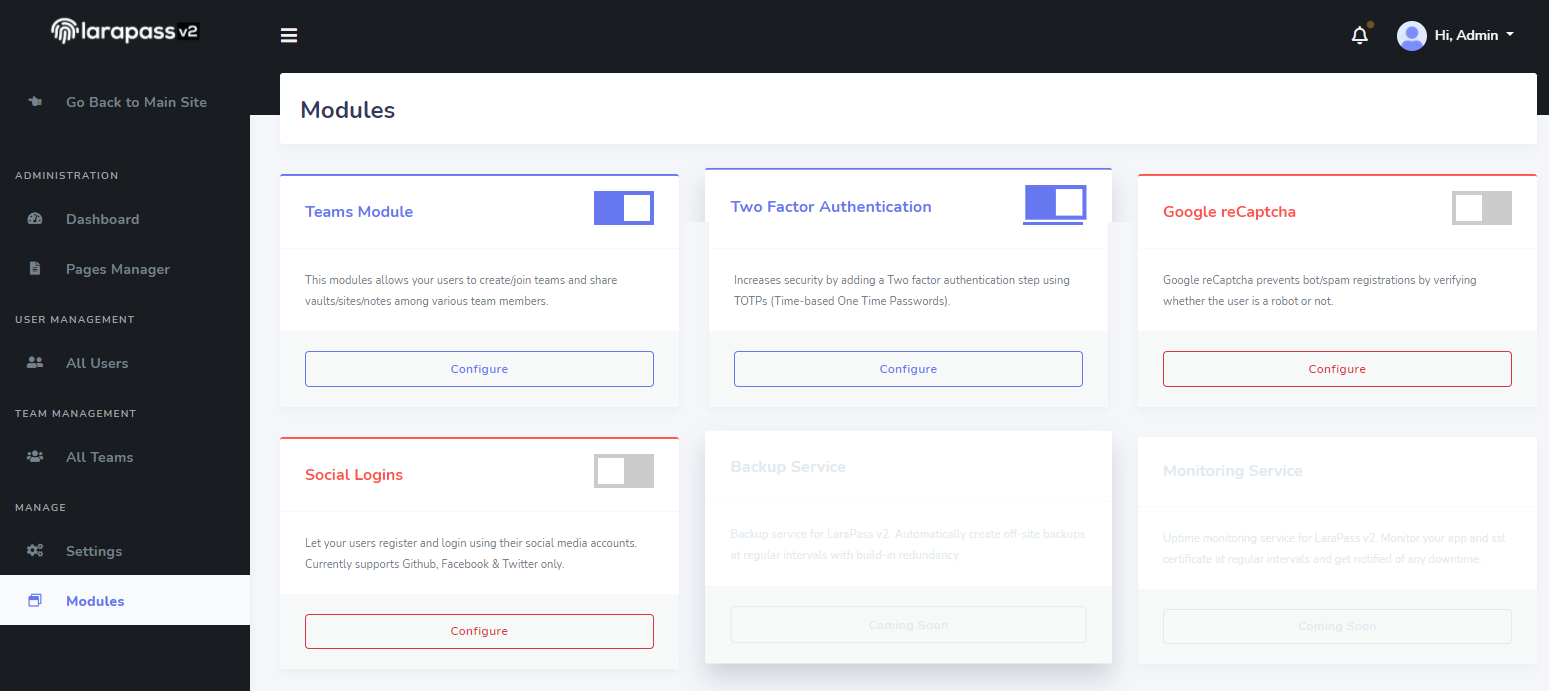 larapass v2
Hi, Admin
Go Back to Main Site
ADMINISTRATION
Dashboard
Pages Manager
USER MANAGEMENT
All Users
TEAM MANAGEMENT
All Teams
MANAGE
Settings
Modules
Modules
Teams Module
This modules allows your users to create/join teams and share
vaults/sites/notes among various team members.
Configure
Two Factor Authentication
Increases security by adding a Two factor authentication step using
TOTPs (Time-based One Time Passwords).
Configure
Google reCaptcha
Google reCaptcha prevents bot/spam registrations by verifying
whether the user is a robot or not.
Configure
Social Logins
Let your users register and login using their social media accounts.
Currently supports Github, Facebook & Twitter only.
Configure
Backup Service
Backup service for LaraPass v2. Automatically create off-site backups
at regular intervals with build-in redundancy.
Coming Soon
Monitoring Service
Uptime monitoring service for LaraPass v2. Monitor your app and ssl
certificate at regular intervals and get notified of any downtime.
Coming Soon